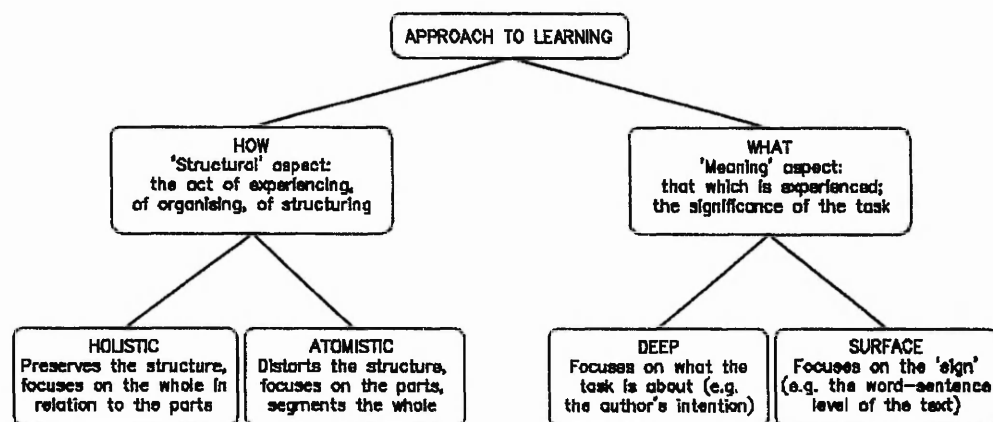 APPROACH TO LEARNING
HOW
'Structural' aspect:
the act of experiencing,
of organising, of structuring
WHAT
'Meaning' aspect:
that which is experienced;
the significance of the task
HOLISTIC
Preserves the structure,
focuses on the whole in
relation to the parts
ATOMISTIC
Distorts the structure,
focuses on the parts,
segments the whole
DEEP
Focuses on what the
task is about (e.g.
the author's intention)
SURFACE
Focuses on the 'sign'
(e.g. the word-sentence
level of the text)